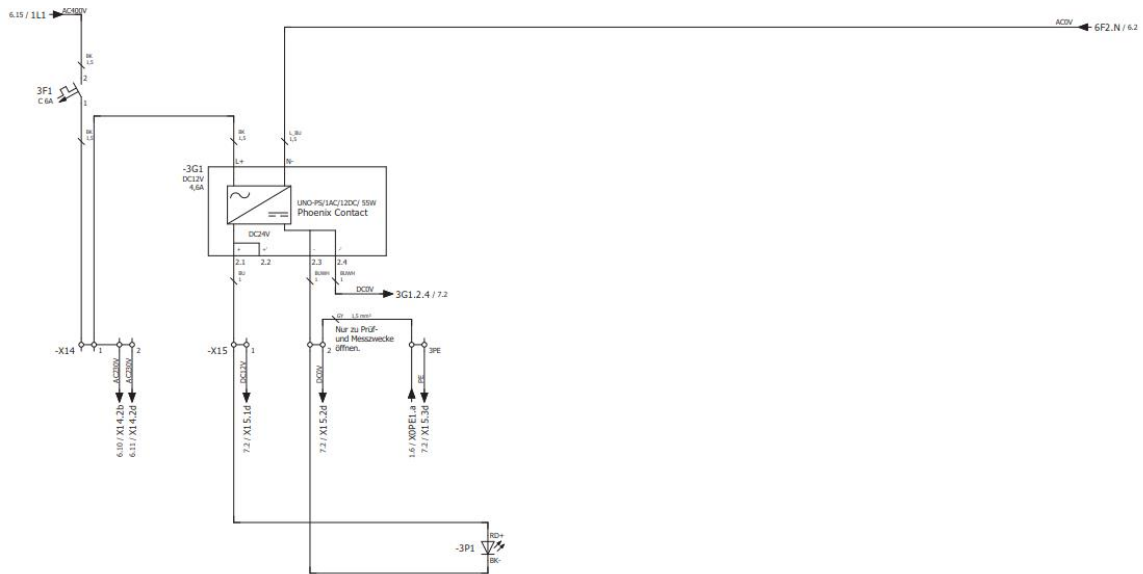 6.15 / 1L1
AC400V
AC0V
6F2.N / 6.2
BK
1,5
2
3F1
C 6A
1
BK
1,5
BK
1,5
L_BU
1,5
L+
N-
-3G1
DC12V
4,6A
UNO-PS/1AC/12DC/ 55W
Phoenix Contact
DC24V
+
+/
-
-/
2.1
2.2
2.3
2.4
BU
1
BUWH
1
BUWH
1
DC0V
3G1.2.4 / 7.2
GY 1,5 mm²
Nur zu Prüf-
und Messzwecke
öffnen.
-X14
1
2
-X15
1
2
3PE
AC230V
AC230V
DC12V
DC0V
PE
6.10 / X14.2b
6.11 / X14.2d
7.2 / X15.1d
7.2 / X15.2d
1.6 / X0PE1.a
7.2 / X15.3d
RD+
-3P1
BK-